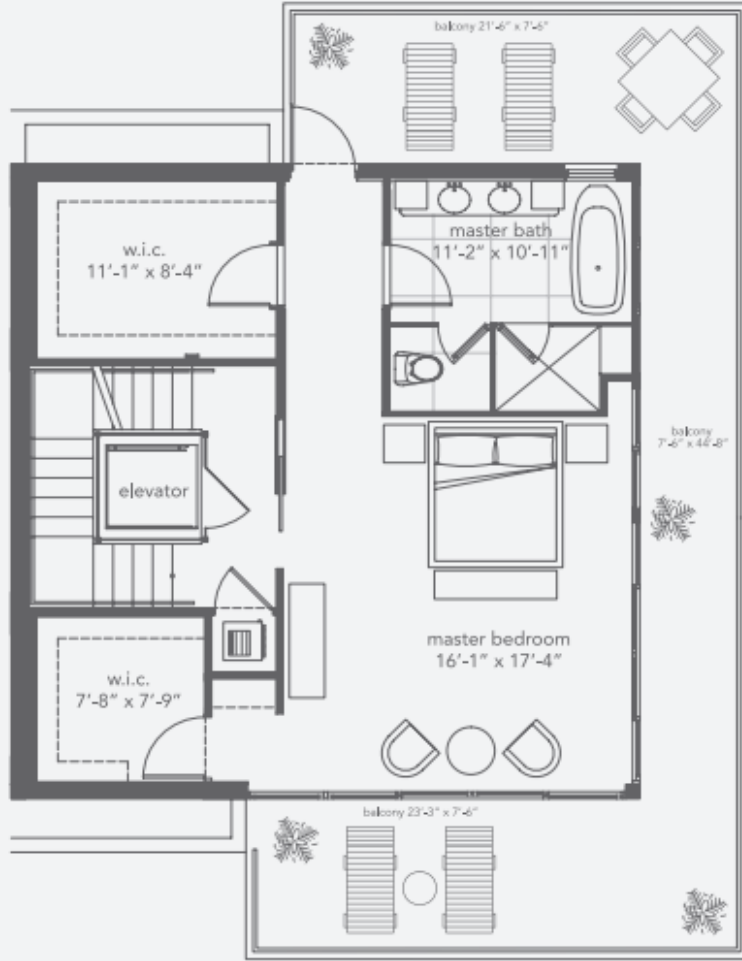 balcony 21'-6" x 7'-6"
w.i.c.
11'-1" x 8'-4"
master bath
11'-2" x 10'-11"
balcony
7'-6" x 44'-8"
elevator
master bedroom
16'-1" x 17'-4"
w.i.c.
7'-8" x 7'-9"
balcony 23'-3" x 7'-6"